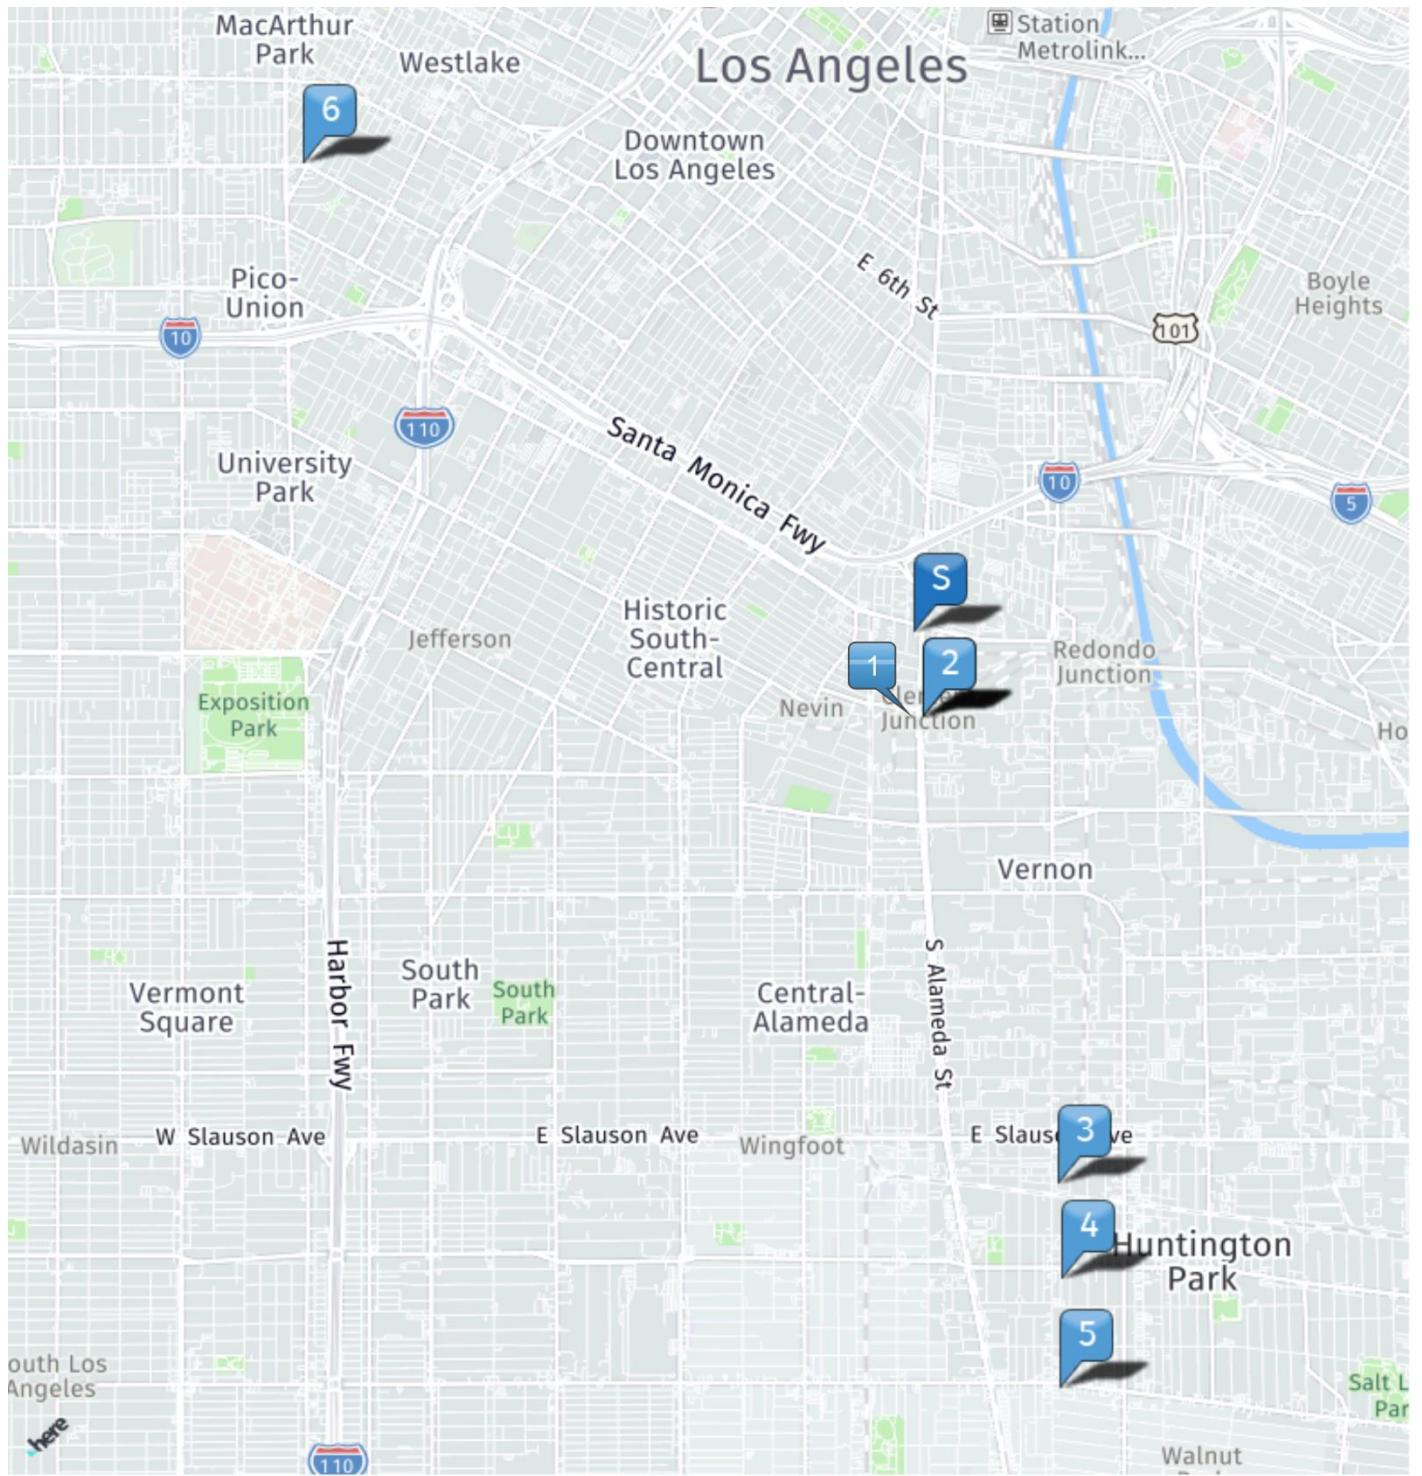 MacArthur
Park
Westlake
Los Angeles
Station
Metrolink...
6
Downtown
Los Angeles
E 6th St
Pico-
Union
Boyle
Heights
10
101
110
Santa Monica Fwy
University
Park
10
5
S
Historic
South-
Central
Jefferson
Redondo
Junction
1
2
Exposition
Park
Nevin
Junction
Ho
Vernon
Harbor Fwy
South
Park
South
Park
Vermont
Square
Central-
Alameda
S Alameda St
3
Wildasin
W Slauson Ave
E Slauson Ave
Wingfoot
E Slaus
ve
4
Huntington
Park
5
outh Los
Angeles
Salt L
Par
here
110
Walnut